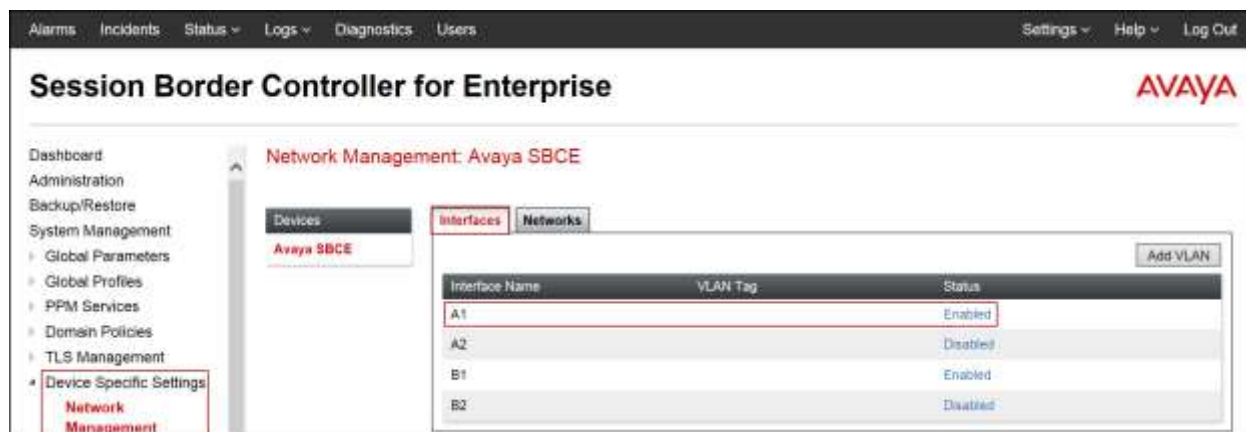 Alarms Incidents Status Logs Diagnostics Users Settings Help Log Out
Session Border Controller for Enterprise
AVAYA
Dashboard
Administration
Backup/Restore
System Management
Global Parameters
Global Profiles
PPM Services
Domain Policies
TLS Management
Device Specific Settings
Network
Management
Network Management: Avaya SBCE
Devices
Avaya SBCE
Interfaces Networks
Add VLAN
Interface Name VLAN Tag Status
A1 Enabled
A2 Disabled
B1 Enabled
B2 Disabled